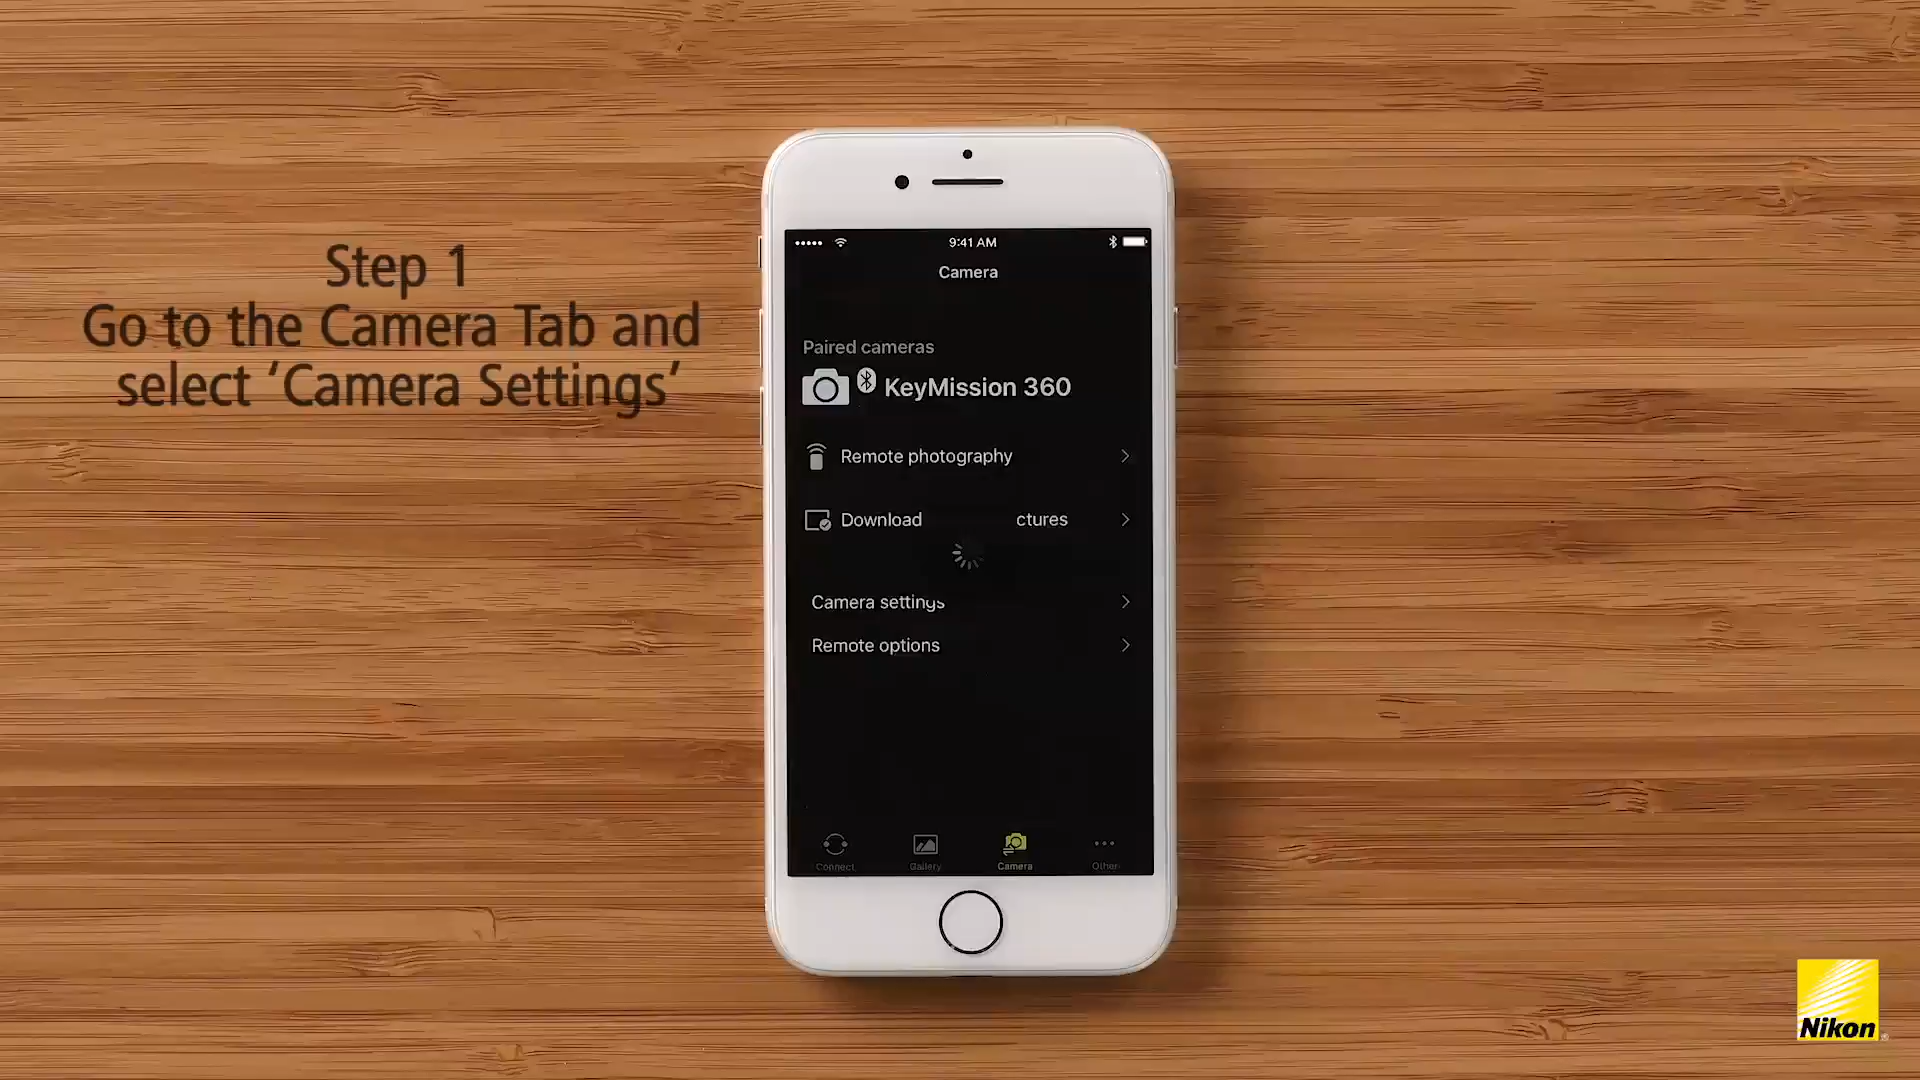 Step 1
Go to the Camera Tab and
select ‘Camera Settings’
9:41 AM
Camera
Paired cameras
KeyMission 360
Remote photography
Download ctures
Camera settings
Remote options
Connect
Gallery
Camera
Other
Nikon